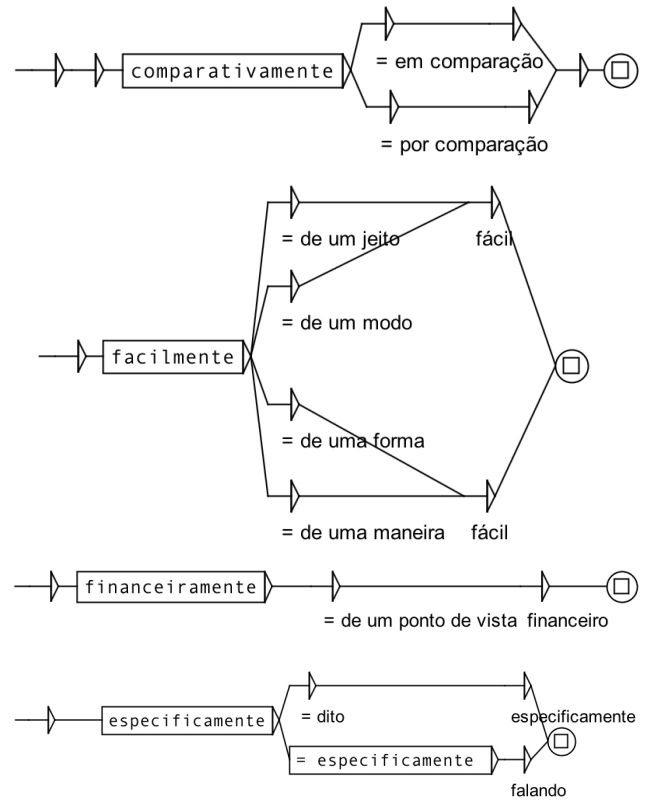 comparativamente
= em comparação
= por comparação
= de um jeito fácil
= de um modo
facilmente
= de uma forma
= de uma maneira fácil
financeiramente
= de um ponto de vista financeiro
especificamente
= dito especificamente
= especificamente
falando